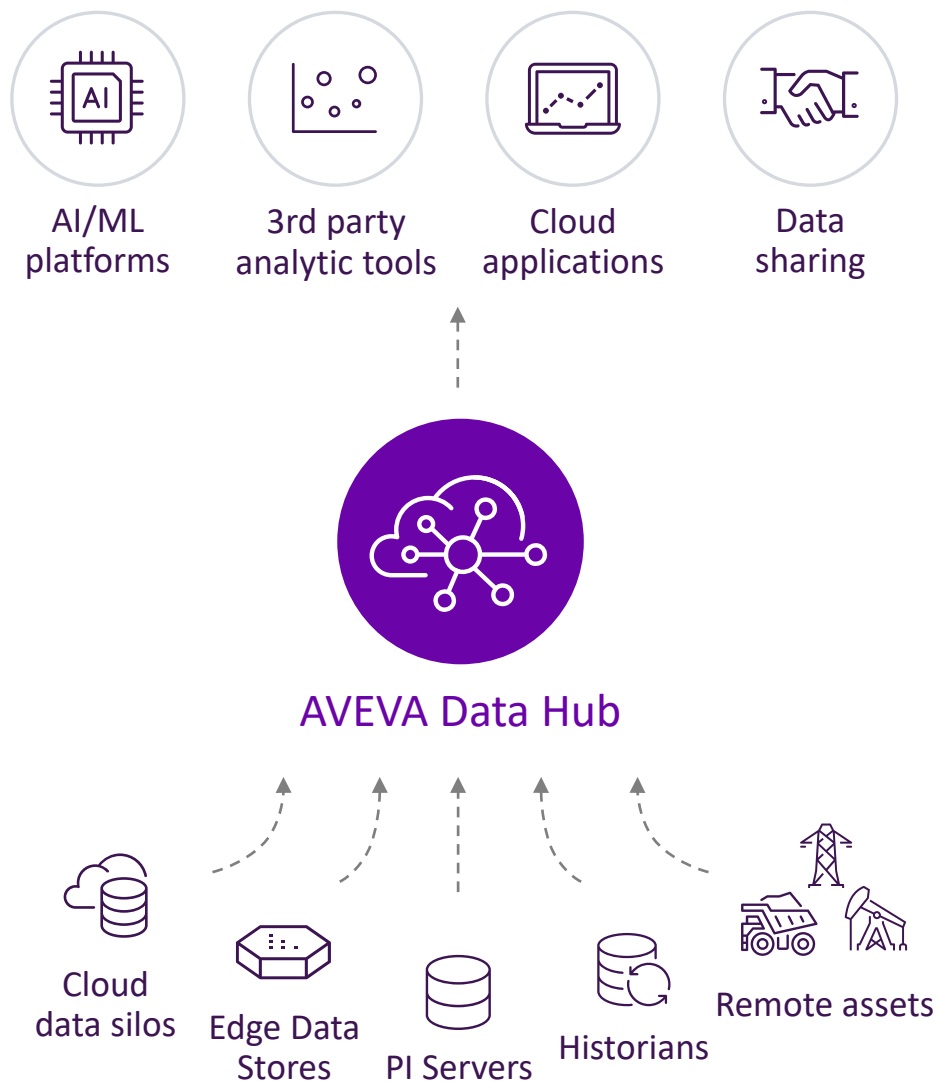 AI
AI/ML
platforms
3rd party
analytic tools
Cloud
applications
Data
sharing
AVEVA Data Hub
Cloud
data silos
Edge Data
Stores
PI Servers
Historians
Remote assets